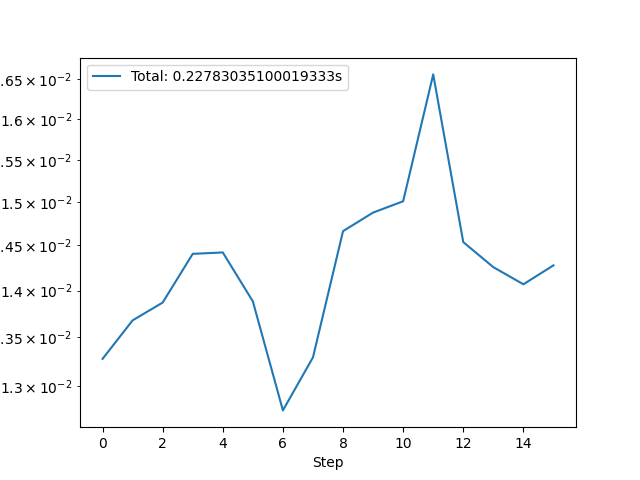 Total: 0.22783035100019333s
.65 × 10⁻²
1.6 × 10⁻²
.55 × 10⁻²
1.5 × 10⁻²
.45 × 10⁻²
1.4 × 10⁻²
.35 × 10⁻²
1.3 × 10⁻²
0 2 4 6 8 10 12 14
Step